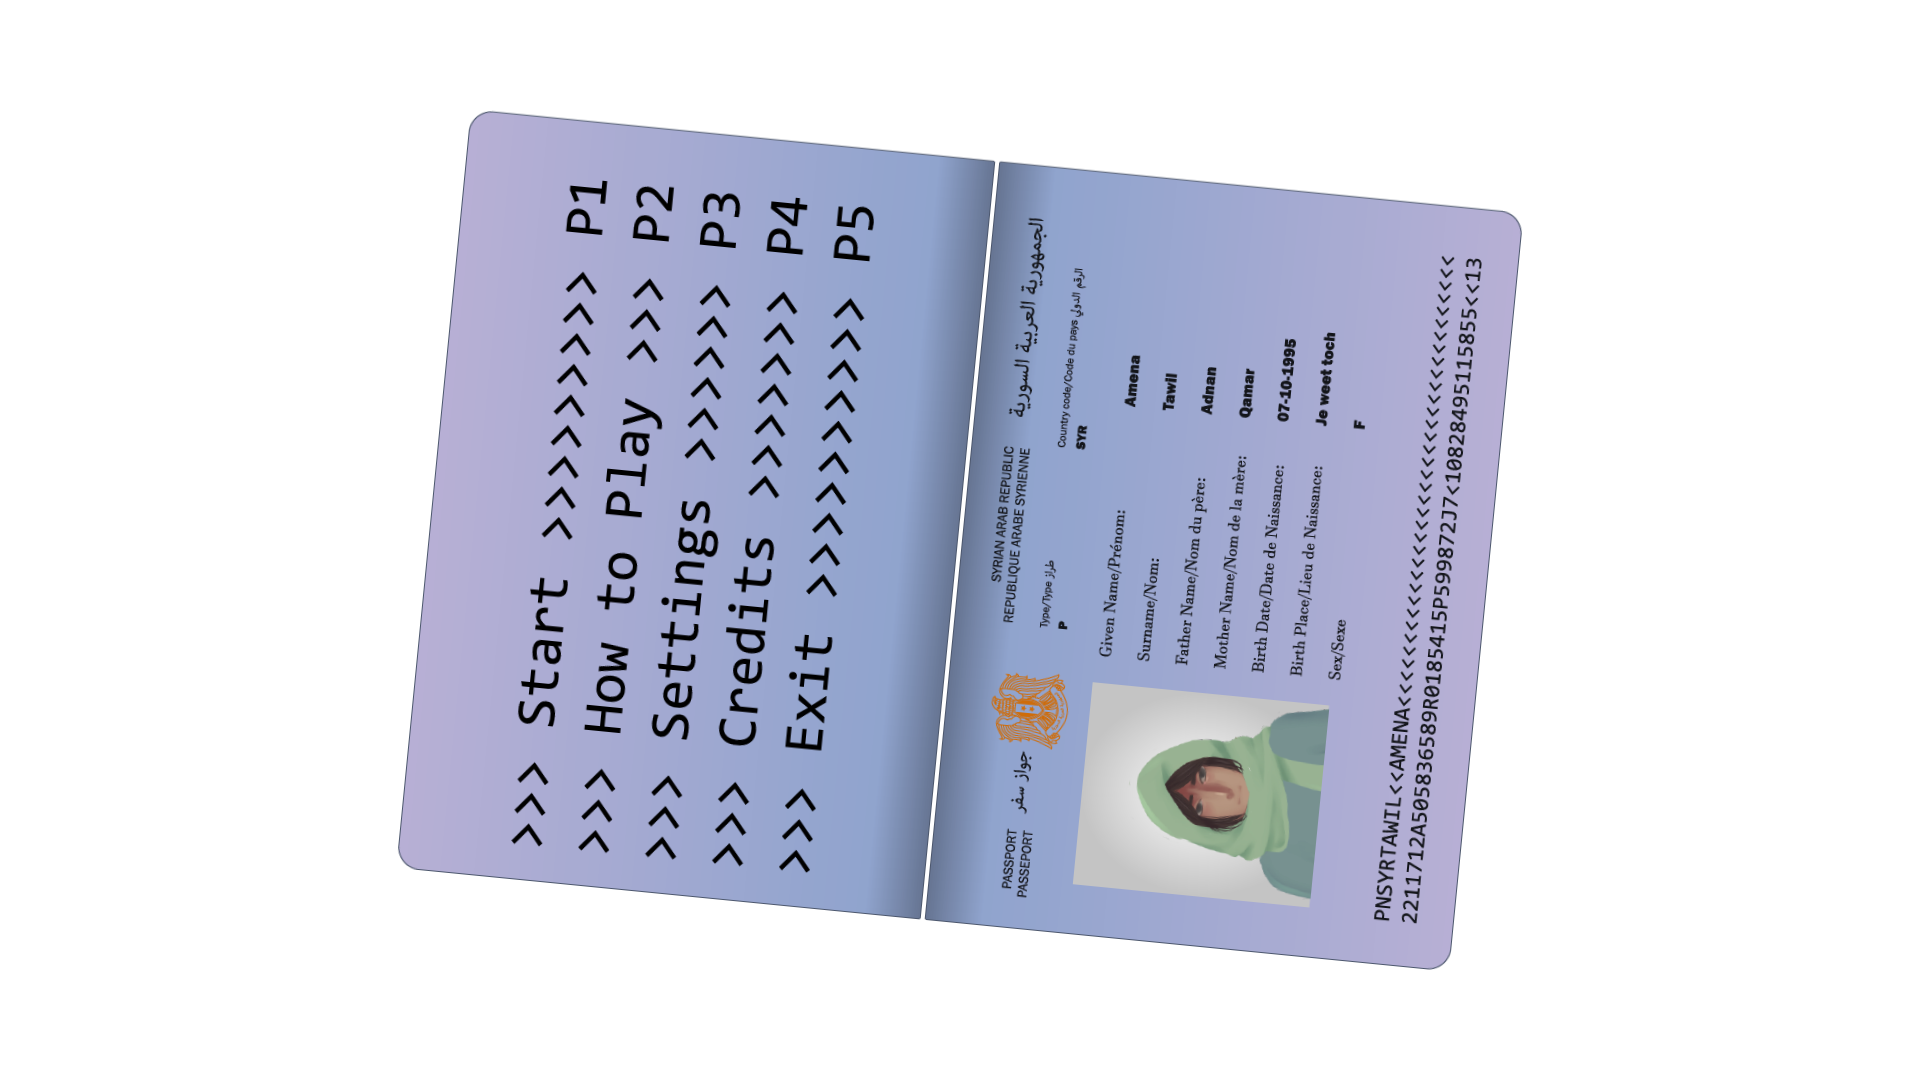 >>> Start >>>>>>>>> P1
>>> How to Play >>> P2
>>> Settings >>>>>> P3
>>> Credits >>>>>>> P4
>>> Exit >>>>>>>>>> P5
PASSPORT جواز سفر SYRIAN ARAB REPUBLIC الجمهورية العربية السورية
PASSEPORT REPUBLIQUE ARABE SYRIENNE
Type/Type طراز Country code/Code du pays الرقم الدولي
P SYR
Given Name/Prénom: Amena
Surname/Nom: Tawil
Father Name/Nom du père: Adnan
Mother Name/Nom de la mère: Qamar
Birth Date/Date de Naissance: 07-10-1995
Birth Place/Lieu de Naissance: Je weet toch
Sex/Sexe F
PNSYRTAWIL<<AMENA<<<<<<<<<<<<<<<<<<<<<<<<<<<
2211712A505836589R0185415P599872J7<10828495115855<<13